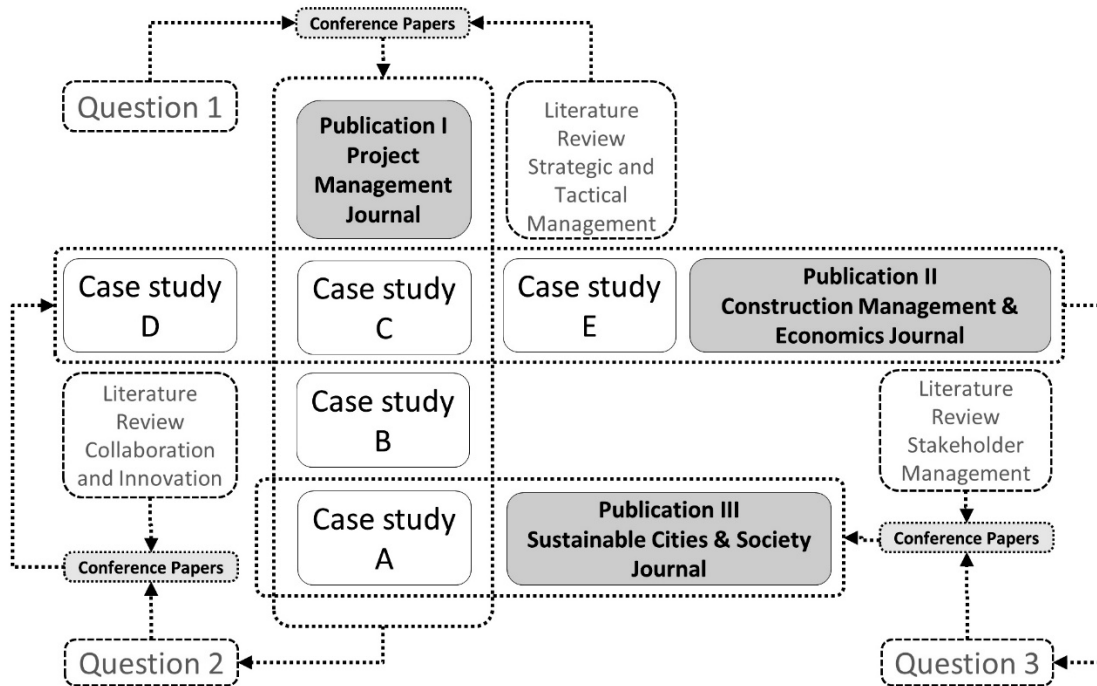 Conference Papers
Question 1
Publication I
Project
Management
Journal
Literature
Review
Strategic and
Tactical
Management
Case study
D
Case study
C
Case study
E
Publication II
Construction Management &
Economics Journal
Literature
Review
Collaboration
and Innovation
Case study
B
Literature
Review
Stakeholder
Management
Case study
A
Publication III
Sustainable Cities & Society
Journal
Conference Papers
Conference Papers
Question 2
Question 3